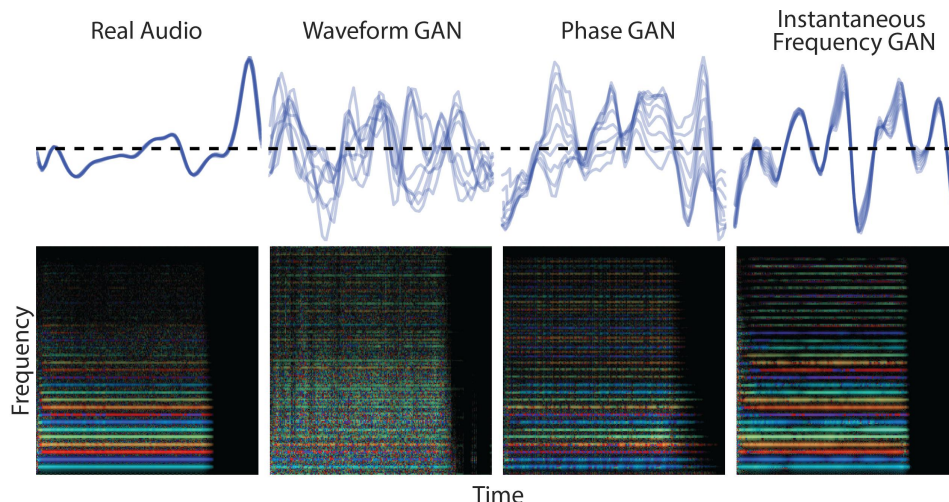 Real Audio
Waveform GAN
Phase GAN
Instantaneous
Frequency GAN
Frequency
Time